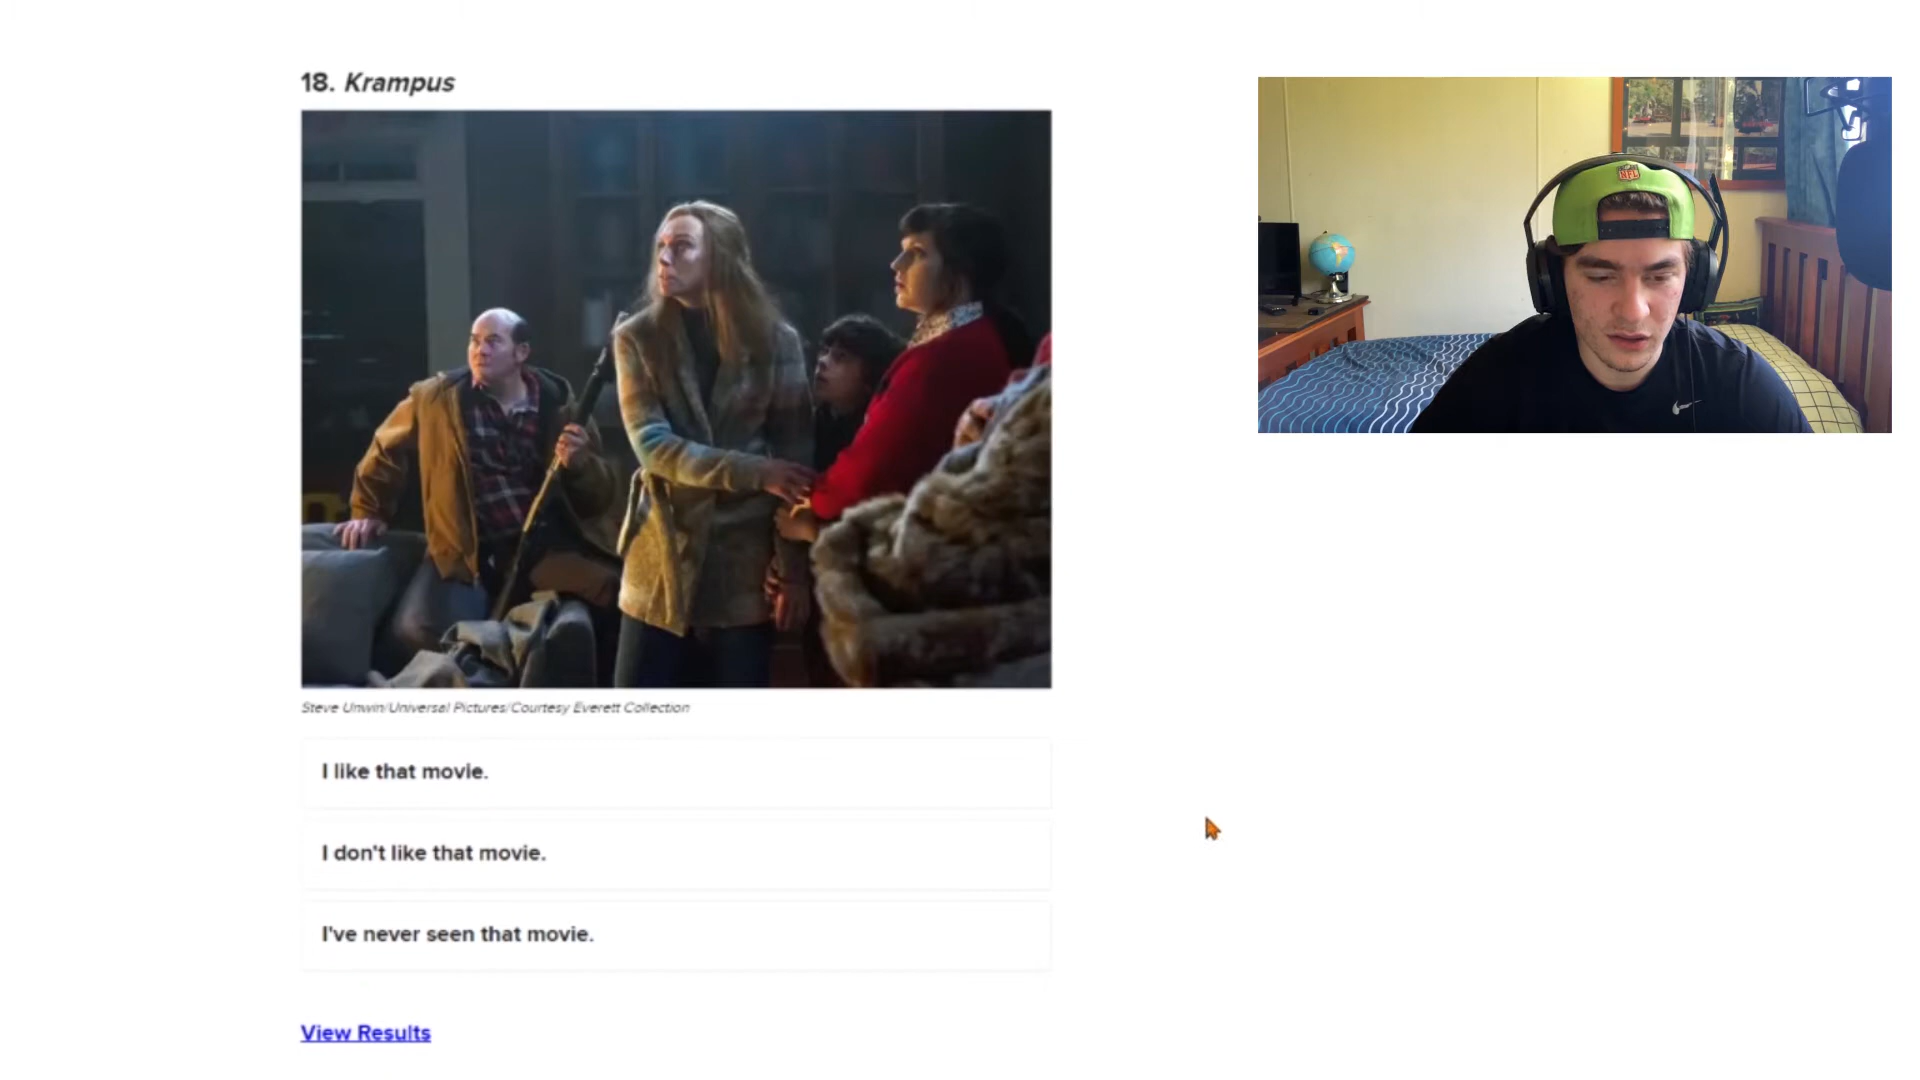 18. Krampus
NFL
Steve Unwin/Universal Pictures/Courtesy Everett Collection
I like that movie.
I don't like that movie.
I've never seen that movie.
View Results